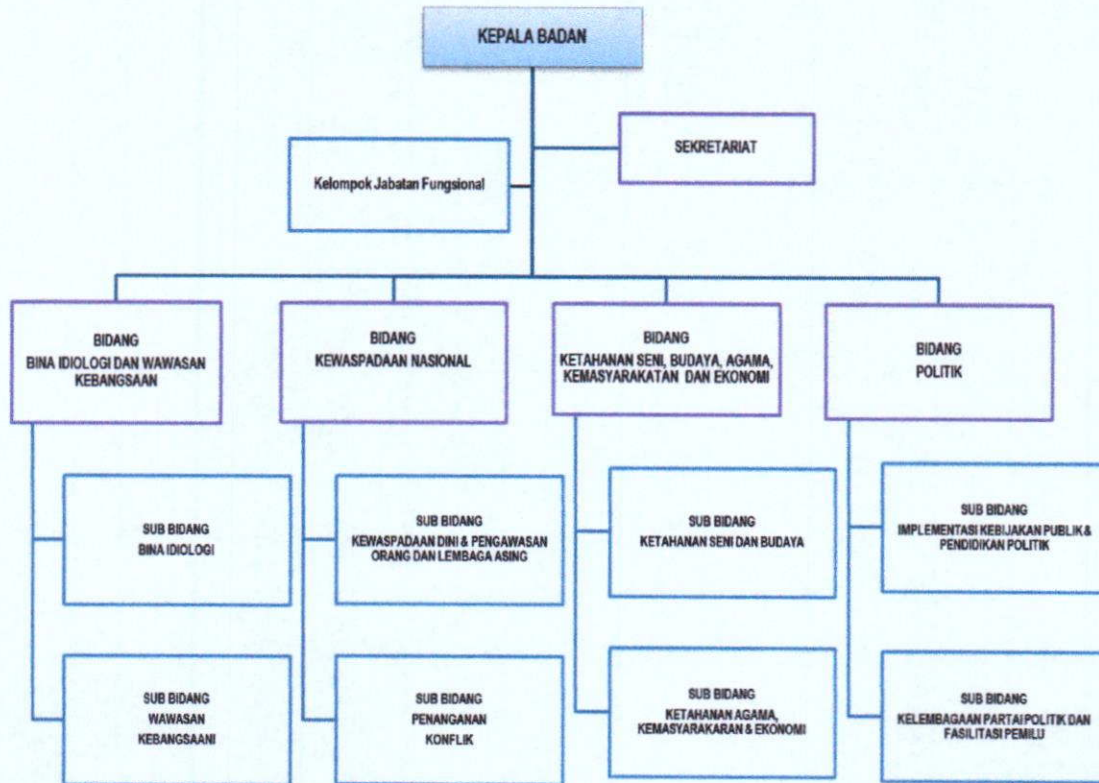 KEPALA BADAN
SEKRETARIAT
Kelompok Jabatan Fungsional
BIDANG
BINA IDIOLOGI DAN WAWASAN
KEBANGSAAN
BIDANG
KEWASPADAAN NASIONAL
BIDANG
KETAHANAN SENI, BUDAYA, AGAMA,
KEMASYARAKATAN DAN EKONOMI
BIDANG
POLITIK
SUB BIDANG
BINA IDIOLOGI
SUB BIDANG
KEWASPADAAN DINI & PENGAWASAN
ORANG DAN LEMBAGA ASING
SUB BIDANG
KETAHANAN SENI DAN BUDAYA
SUB BIDANG
IMPLEMENTASI KEBIJAKAN PUBLIK &
PENDIDIKAN POLITIK
SUB BIDANG
WAWASAN
KEBANGSAANI
SUB BIDANG
PENANGANAN
KONFLIK
SUB BIDANG
KETAHANAN AGAMA,
KEMASYARAKARAN & EKONOMI
SUB BIDANG
KELEMBAGAAN PARTAI POLITIK DAN
FASILITASI PEMILU